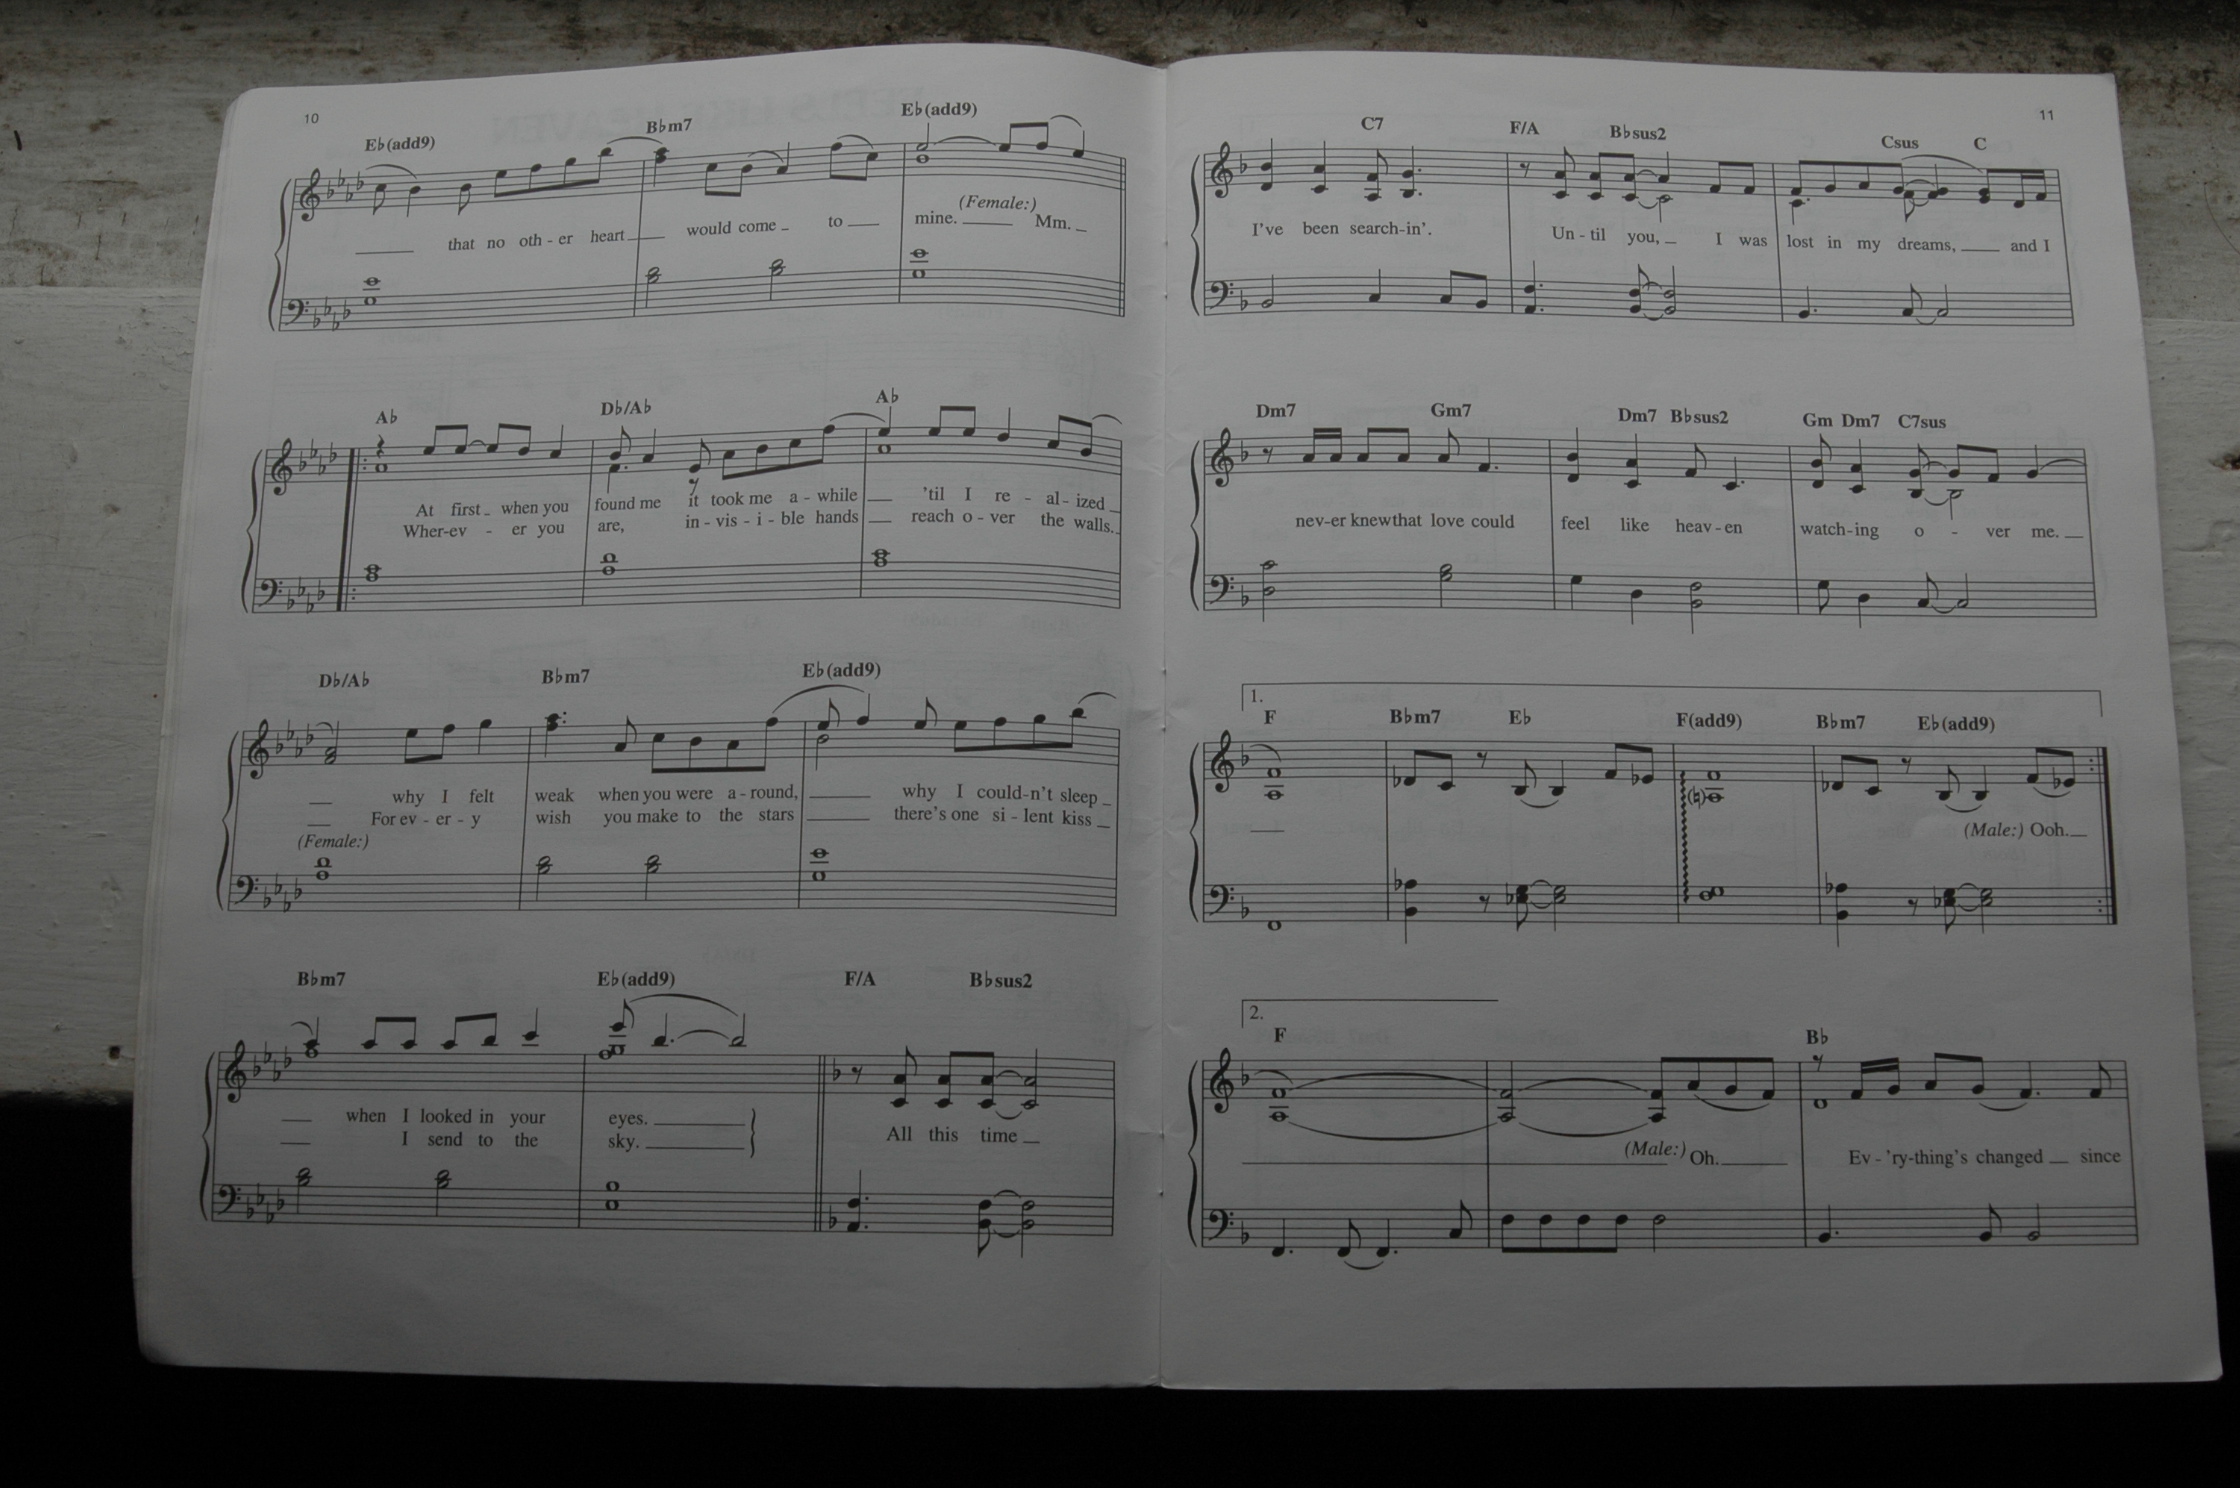 10
Eb(add9) Bbm7 Eb(add9)
(Female:)
that no oth - er heart would come to mine. Mm.
Ab Db/Ab Ab
At first when you found me it took me a - while 'til I re - al - ized
Wher-ev - er you are, in - vis - i - ble hands reach o - ver the walls.
Db/Ab Bbm7 Eb(add9)
why I felt weak when you were a - round, why I could-n't sleep
For ev - er - y wish you make to the stars there's one si - lent kiss
(Female:)
Bbm7 Eb(add9) F/A Bbsus2
when I looked in your eyes. All this time
I send to the sky.
11
C7 F/A Bbsus2 Csus C
I've been search-in'. Un - til you, I was lost in my dreams, and I
Dm7 Gm7 Dm7 Bbsus2 Gm Dm7 C7sus
nev-er knew that love could feel like heav - en watch-ing o - ver me.
1.
F Bbm7 Eb F(add9) Bbm7 Eb(add9)
(Male:) Ooh.
2.
F Bb
(Male:) Oh. Ev - 'ry-thing's changed since